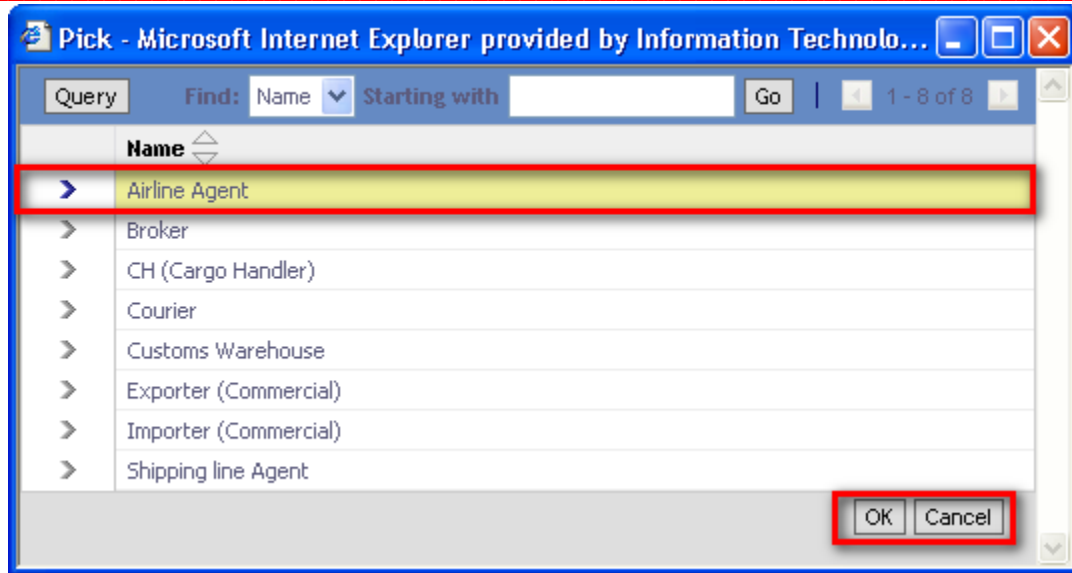 Pick - Microsoft Internet Explorer provided by Information Technolo...
Query Find: Name Starting with Go 1 - 8 of 8
Name
Airline Agent
Broker
CH (Cargo Handler)
Courier
Customs Warehouse
Exporter (Commercial)
Importer (Commercial)
Shipping line Agent
OK Cancel